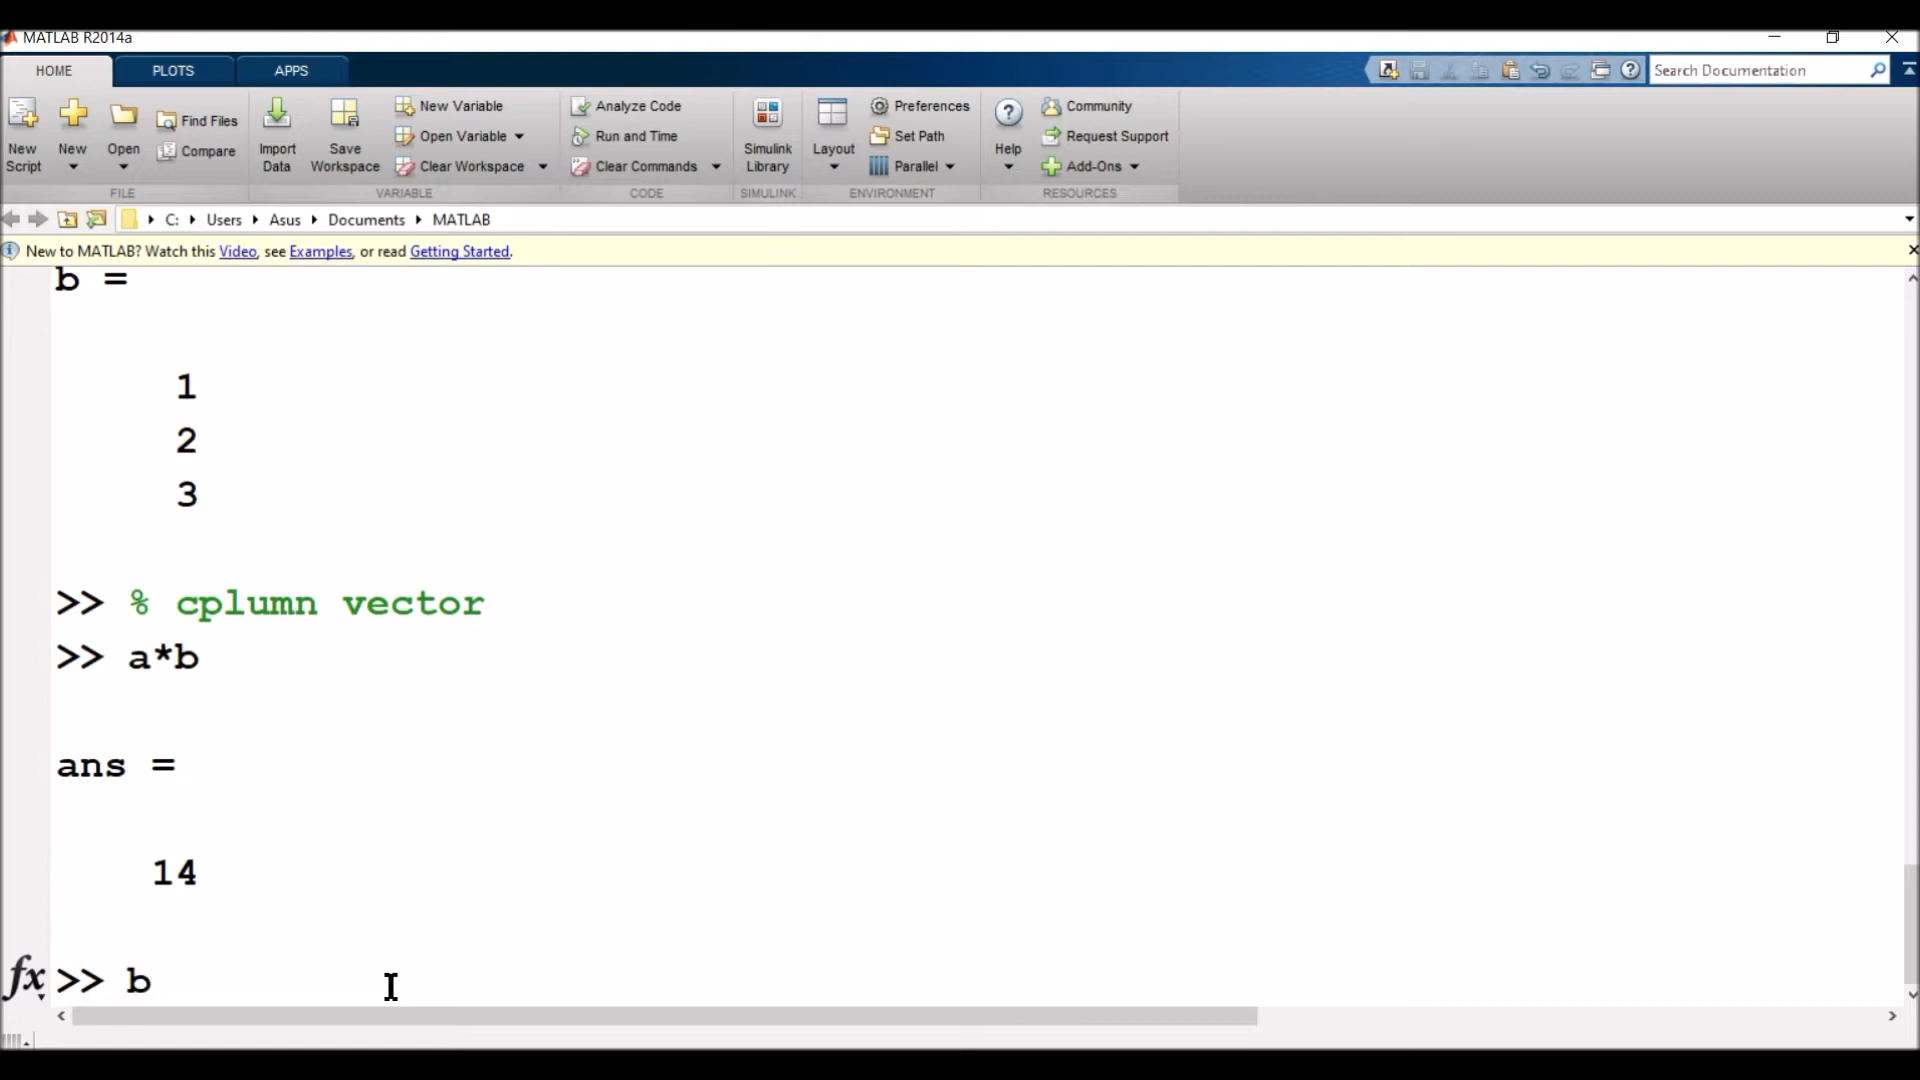 MATLAB R2014a
HOME PLOTS APPS Search Documentation
New Script New Open Find Files Compare
Import Data Save Workspace New Variable Open Variable Clear Workspace
Analyze Code Run and Time Clear Commands
Simulink Library Layout Preferences Set Path Parallel
Help Community Request Support Add-Ons
FILE VARIABLE CODE SIMULINK ENVIRONMENT RESOURCES
C: Users Asus Documents MATLAB
New to MATLAB? Watch this Video, see Examples, or read Getting Started.
b =
1
2
3
>> % cplumn vector
>> a*b
ans =
14
fx >> b